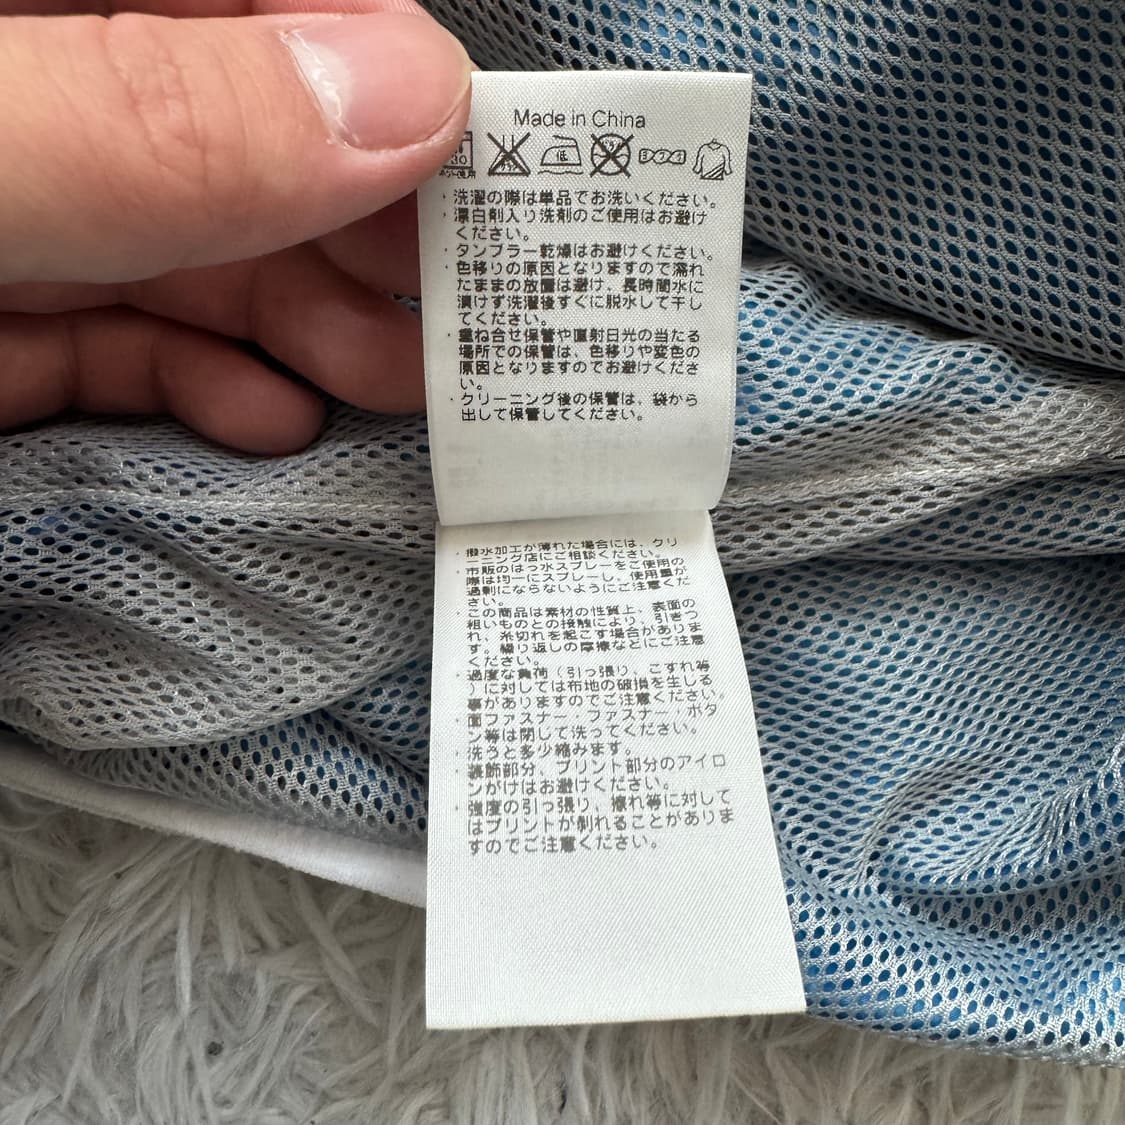 Made in China
30
低
・洗濯の際は単品でお洗いください。
・漂白剤入り洗剤のご使用はお避け
ください。
・タンブラー乾燥はお避けください。
・色移りの原因となりますので濡れ
たままの放置は避け、長時間水に
漬けず洗濯後すぐに脱水して干し
てください。
・重ね合せ保管や直射日光の当たる
場所での保管は、色移りや変色の
原因となりますのでお避けくださ
い。
・クリーニング後の保管は、袋から
出して保管してください。
・撥水加工が薄れた場合には、クリ
ーニング店にご相談ください。
・市販のはっ水スプレーをご使用の
際は均一にスプレーし、使用量が
過剰にならないようにご注意くだ
さい。
・この商品は素材の性質上、表面の
粗いものとの接触により、引きつ
れ、糸切れを起こす場合がありま
す。繰り返しの摩擦などにご注意
ください。
・過度な負荷（引っ張り、こすれ等
）に対しては布地の破損を生じる
事がありますのでご注意ください。
・面ファスナー・ファスナー・ボタ
ン等は閉じて洗ってください。
・洗うと多少縮みます。
・装飾部分、プリント部分のアイロ
ンがけはお避けください。
・強度の引っ張り、擦れ等に対して
はプリントが剥れることがありま
すのでご注意ください。